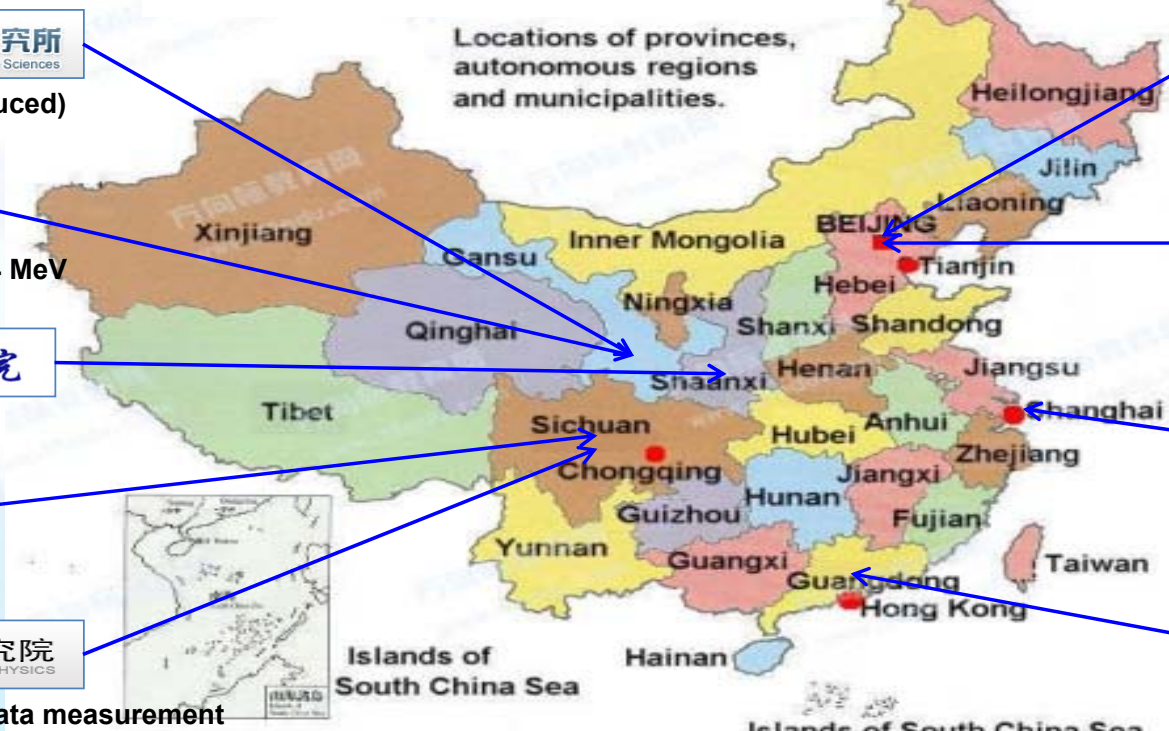 究所
Sciences
uced)
MeV
院
究院
HYSICS
ata measurement
Locations of provinces,
autonomous regions
and municipalities.
Heilongjiang
Jilin
Liaoning
BEIJING
Tianjin
Xinjiang
Gansu
Inner Mongolia
Ningxia
Hebei
Qinghai
Shanxi
Shandong
Shaanxi
Henan
Jiangsu
Tibet
Sichuan
Hubei
Anhui
Shanghai
Chongqing
Zhejiang
Hunan
Jiangxi
Guizhou
Fujian
Yunnan
Guangxi
Guangdong
Taiwan
Hong Kong
Hainan
Islands of
South China Sea
Islands of South China Sea